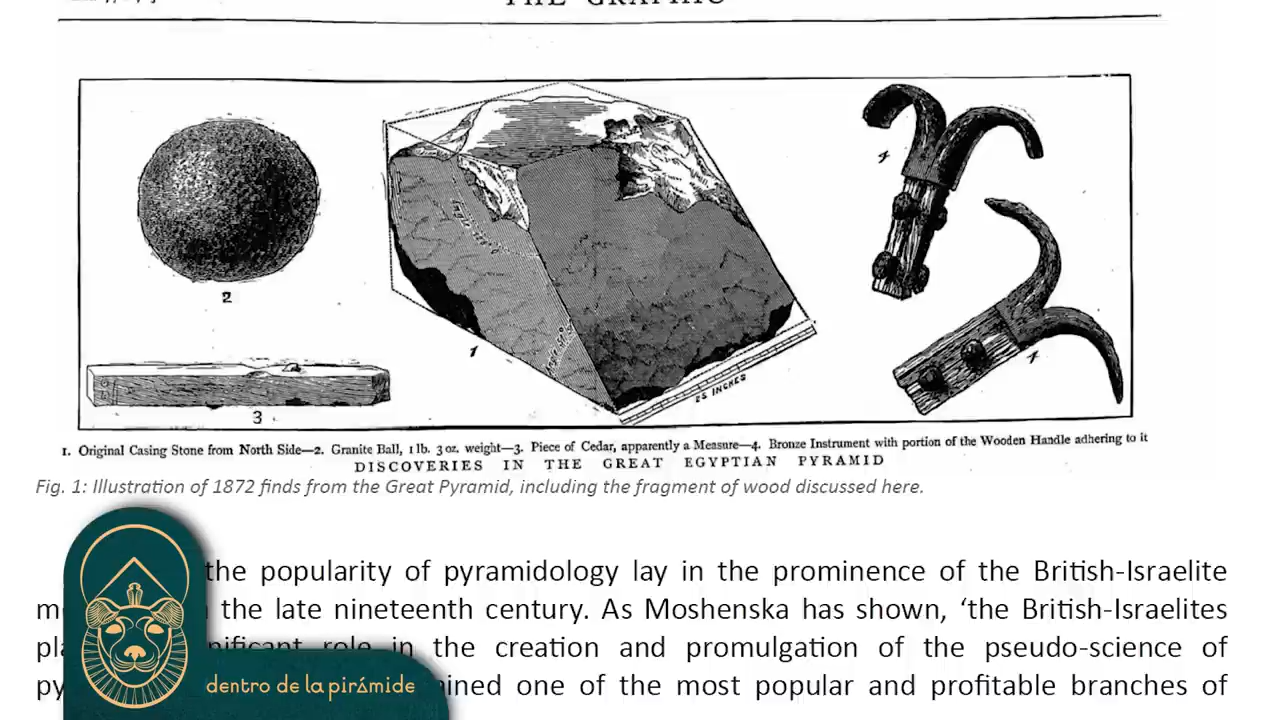 THE GRAPHIC
2
1
4
4
3
25 INCHES
1. Original Casing Stone from North Side—2. Granite Ball, 1 lb. 3 oz. weight—3. Piece of Cedar, apparently a Measure—4. Bronze Instrument with portion of the Wooden Handle adhering to it
DISCOVERIES IN THE GREAT EGYPTIAN PYRAMID
Fig. 1: Illustration of 1872 finds from the Great Pyramid, including the fragment of wood discussed here.
the popularity of pyramidology lay in the prominence of the British-Israelite
the late nineteenth century. As Moshenska has shown, ‘the British-Israelites
role in the creation and promulgation of the pseudo-science of
one of the most popular and profitable branches of
dentro de la pirámide